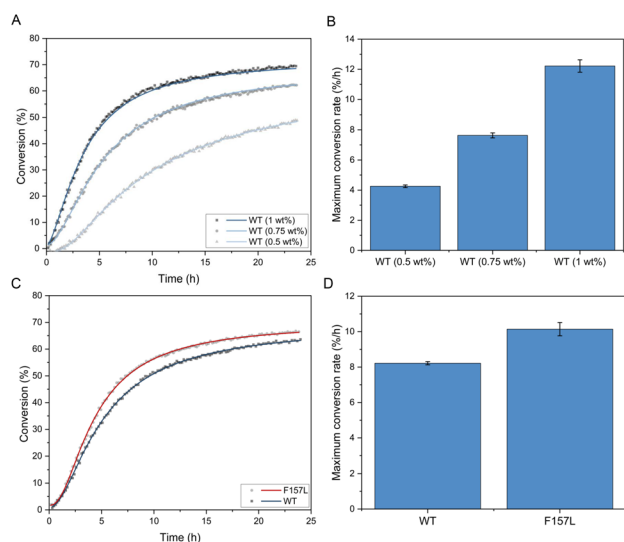 A
80
70
60
50
40
30
20
10
0
Conversion (%)
WT (1 wt%)
WT (0.75 wt%)
WT (0.5 wt%)
0 5 10 15 20 25
Time (h)
B
14
12
10
8
6
4
2
0
Maximum conversion rate (%/h)
WT (0.5 wt%) WT (0.75 wt%) WT (1 wt%)
C
80
70
60
50
40
30
20
10
0
Conversion (%)
F157L
WT
0 5 10 15 20 25
Time (h)
D
12
10
8
6
4
2
0
Maximum conversion rate (%/h)
WT F157L